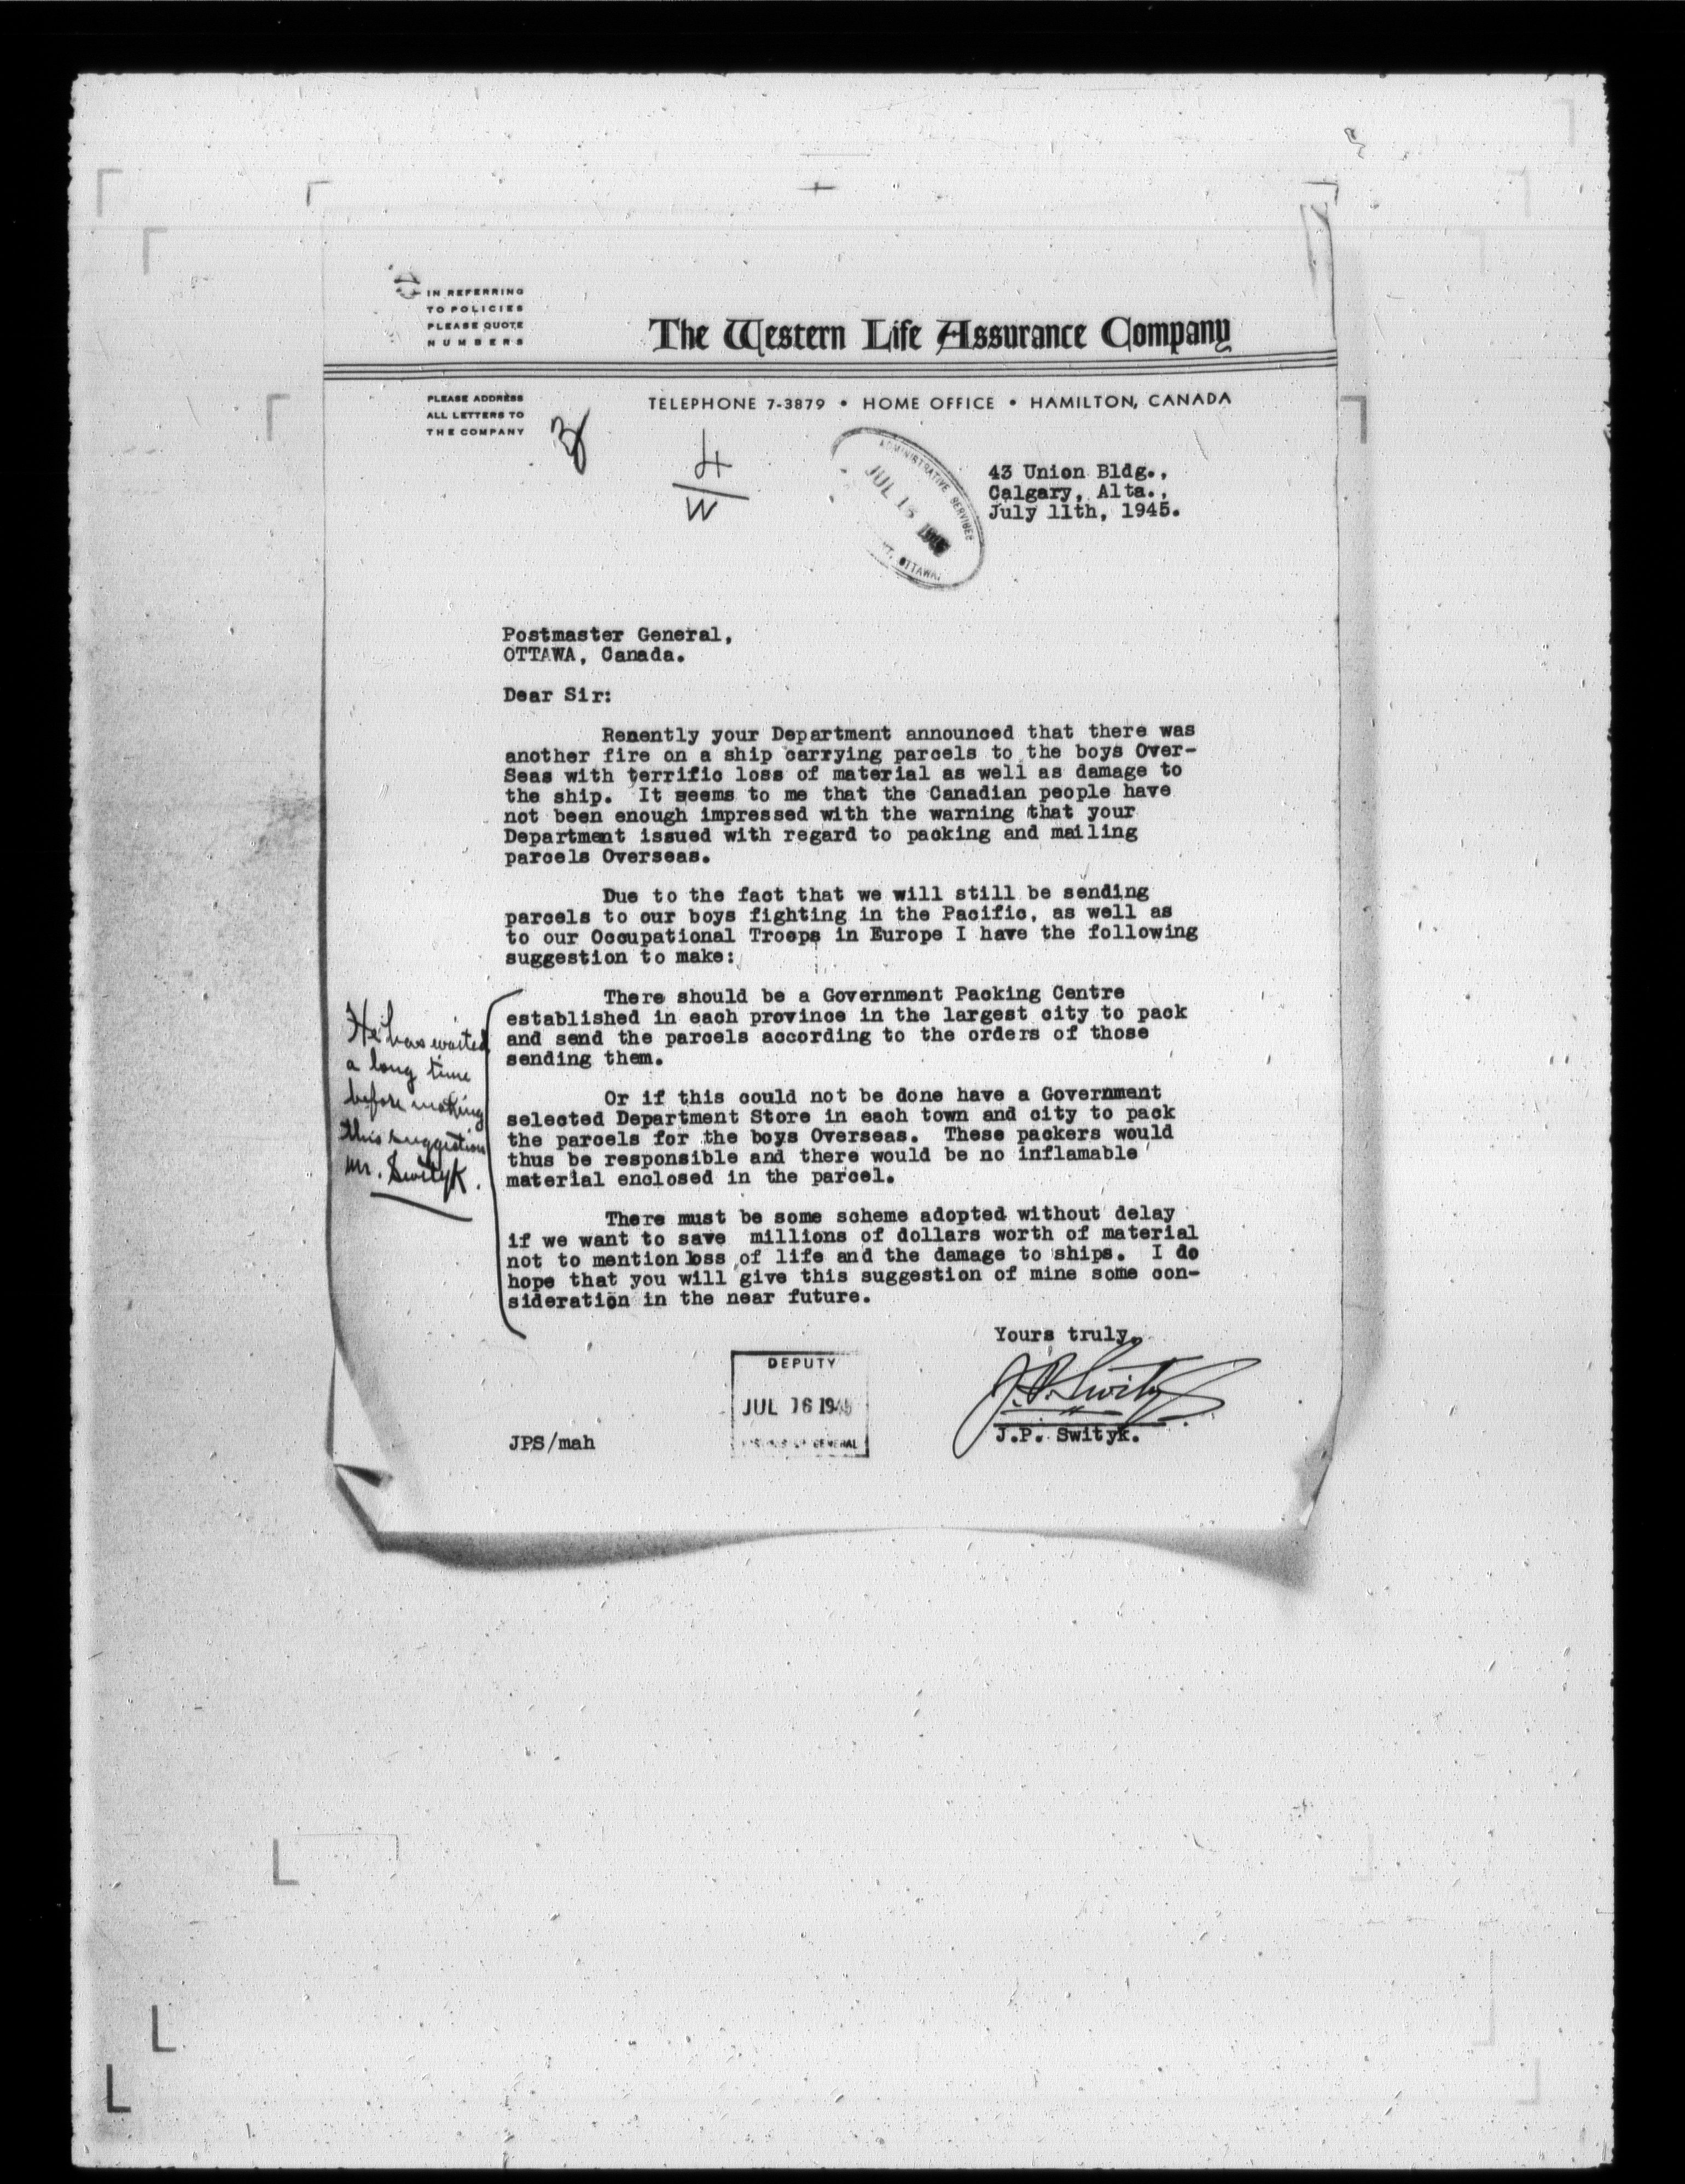 IN REFERRING
TO POLICIES
PLEASE QUOTE
NUMBERS
The Western Life Assurance Company
PLEASE ADDRESS
ALL LETTERS TO
THE COMPANY
TELEPHONE 7-3879 • HOME OFFICE • HAMILTON, CANADA
4
W
ADMINISTRATIVE SERVICES
JUL 16 1945
OTTAWA
43 Union Bldg.,
Calgary, Alta.,
July 11th, 1945.
Postmaster General,
OTTAWA, Canada.
Dear Sir:
Renently your Department announced that there was
another fire on a ship carrying parcels to the boys Over-
Seas with terrific loss of material as well as damage to
the ship. It seems to me that the Canadian people have
not been enough impressed with the warning that your
Department issued with regard to packing and mailing
parcels Overseas.
Due to the fact that we will still be sending
parcels to our boys fighting in the Pacific, as well as
to our Occupational Troops in Europe I have the following
suggestion to make:
There should be a Government Packing Centre
established in each province in the largest city to pack
and send the parcels according to the orders of those
sending them.
Or if this could not be done have a Government
selected Department Store in each town and city to pack
the parcels for the boys Overseas. These packers would
thus be responsible and there would be no inflamable
material enclosed in the parcel.
There must be some scheme adopted without delay
if we want to save millions of dollars worth of material
not to mention loss of life and the damage to ships. I do
hope that you will give this suggestion of mine some con-
sideration in the near future.
He has waited
a long time
before making
this suggestion
Mr. Swityk.
Yours truly,
J.P. Swityk
J.P. Swityk.
DEPUTY
JUL 16 1945
GENERAL
JPS/mah